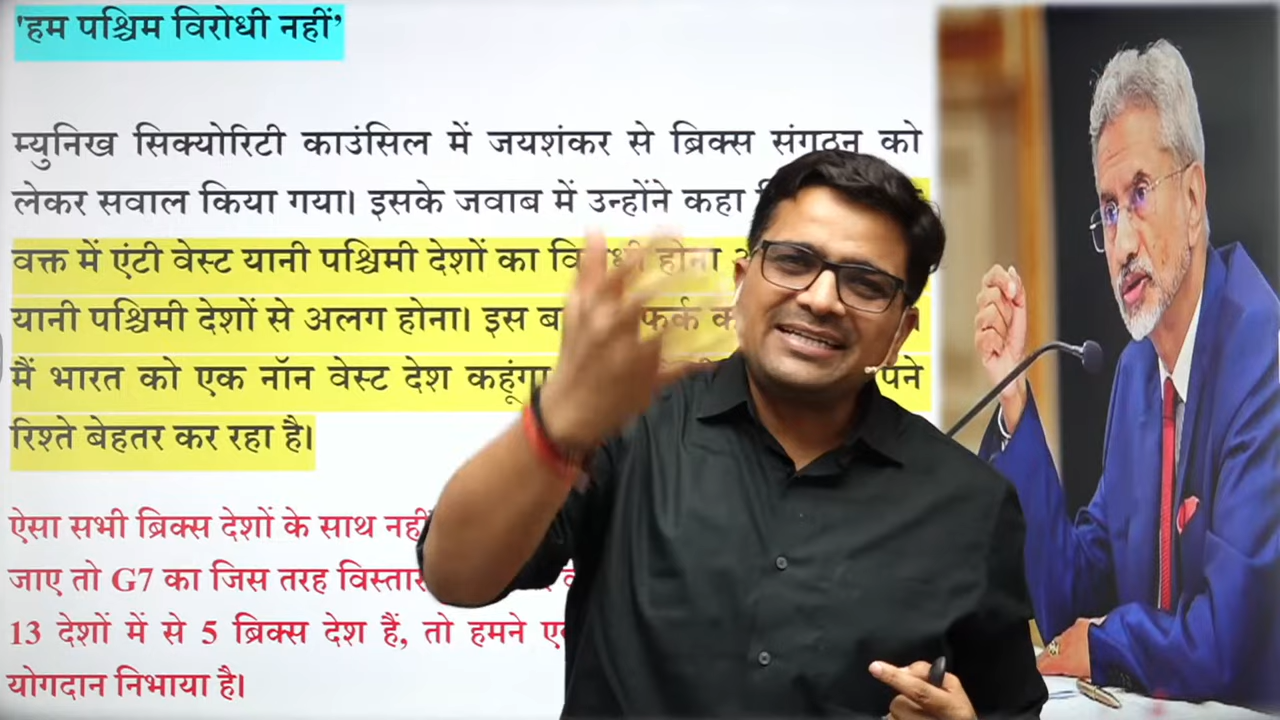 'हम पश्चिम विरोधी नहीं’
म्युनिख सिक्योरिटी काउंसिल में जयशंकर से ब्रिक्स संगठन को
लेकर सवाल किया गया। इसके जवाब में उन्होंने कहा
वक्त में एंटी वेस्ट यानी पश्चिमी देशों का विरोधी होना
यानी पश्चिमी देशों से अलग होना। इस फर्क
मैं भारत को एक नॉन वेस्ट देश कहूंगा
रिश्ते बेहतर कर रहा है।
ऐसा सभी ब्रिक्स देशों के साथ नहीं
जाए तो G7 का जिस तरह विस्तार
13 देशों में से 5 ब्रिक्स देश हैं, तो हमने
योगदान निभाया है।